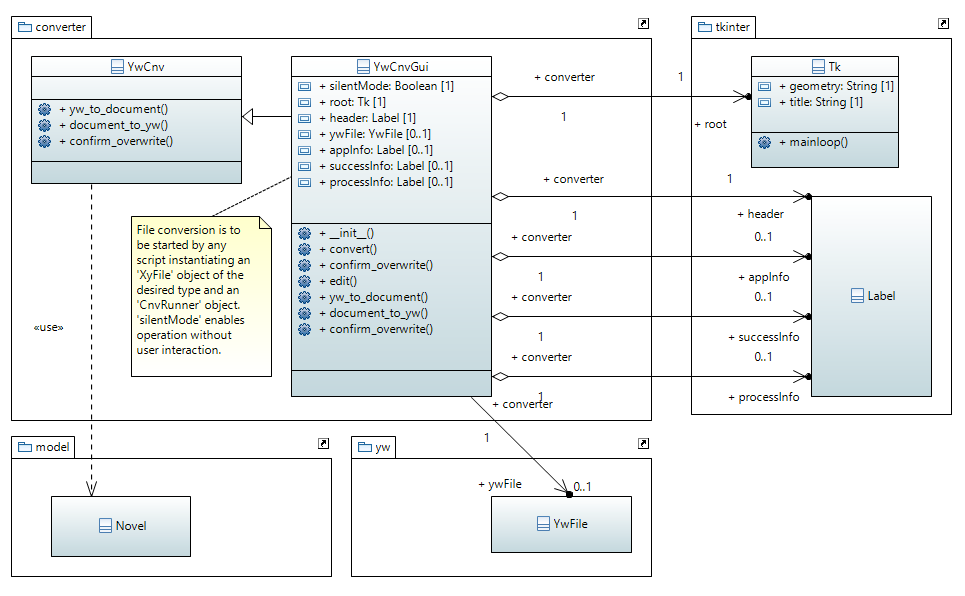 converter
YwCnv
+ yw_to_document()
+ document_to_yw()
+ confirm_overwrite()
YwCnvGui
+ silentMode: Boolean [1]
+ root: Tk [1]
+ header: Label [1]
+ ywFile: YwFile [0..1]
+ appInfo: Label [0..1]
+ successInfo: Label [0..1]
+ processInfo: Label [0..1]
+ __init__()
+ convert()
+ confirm_overwrite()
+ edit()
+ yw_to_document()
+ document_to_yw()
+ confirm_overwrite()
File conversion is to
be started by any
script instantiating an
'XyFile' object of the
desired type and an
'CnvRunner' object.
'silentMode' enables
operation without
user interaction.
«use»
+ converter
1
1
+ root
+ converter
1
1
+ header
+ converter
0..1
1
+ appInfo
+ converter
0..1
1
+ successInfo
+ converter
0..1
1
+ processInfo
+ converter
1
+ ywFile
0..1
tkinter
Tk
+ geometry: String [1]
+ title: String [1]
+ mainloop()
Label
model
Novel
yw
YwFile